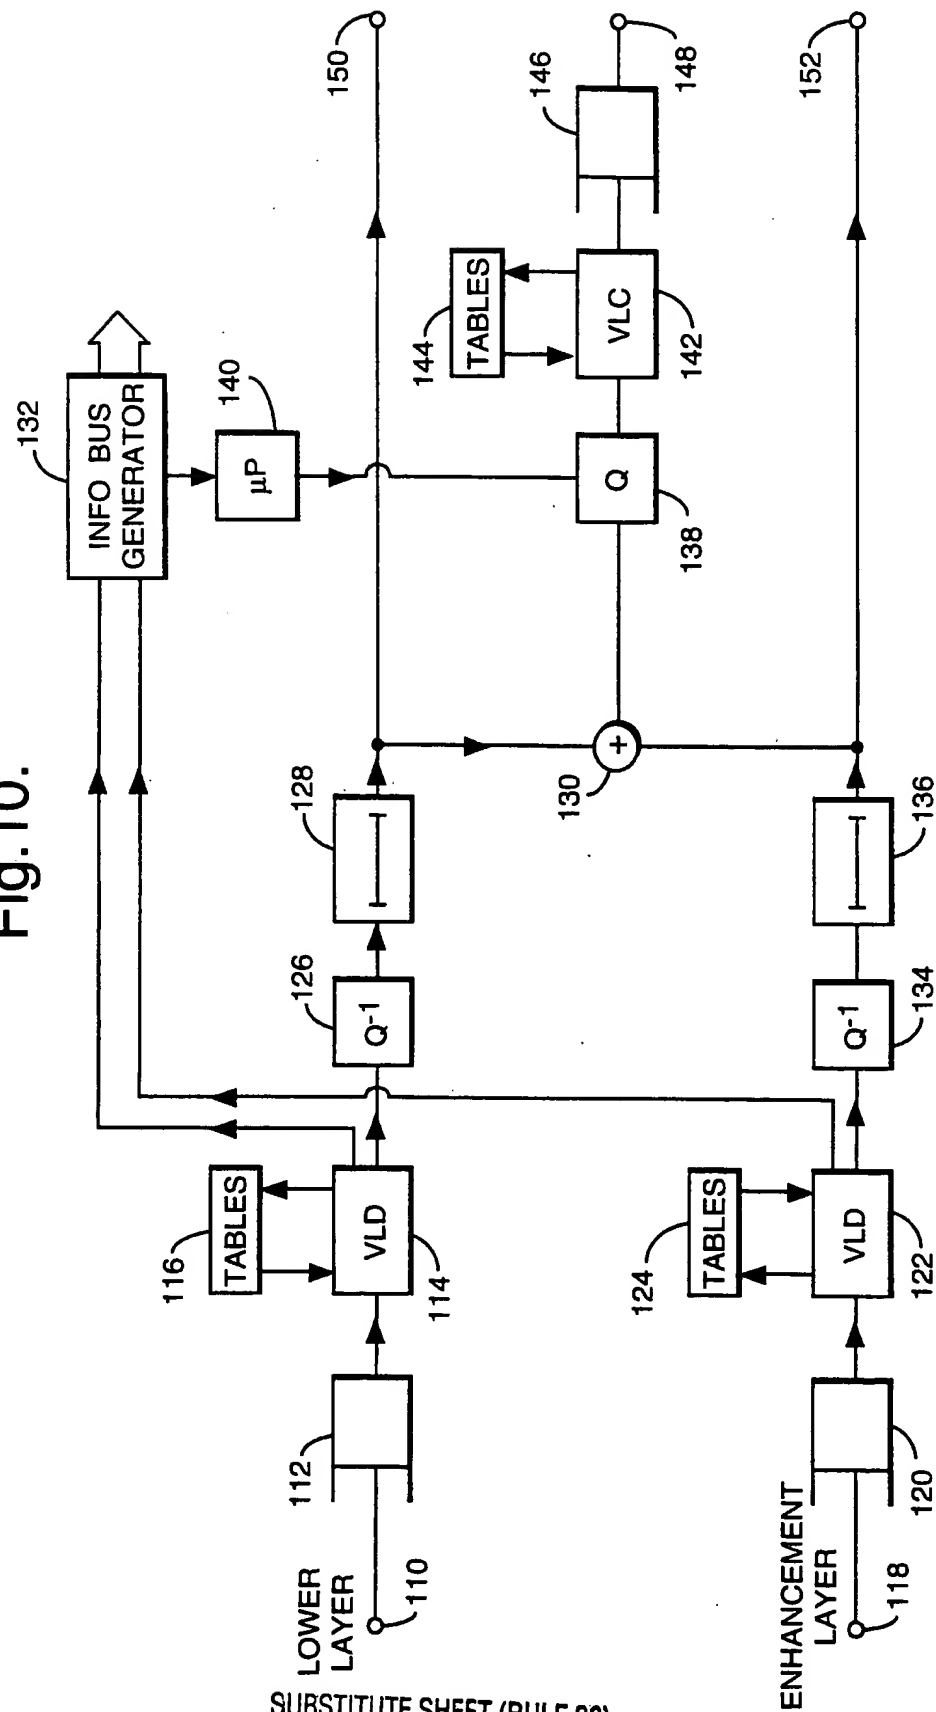 Fig.10.
132
INFO BUS
GENERATOR
140
µP
150
146
148
152
144
TABLES
VLC
142
Q
138
128
126
Q-1
130
+
136
Q-1
134
116
TABLES
VLD
114
124
TABLES
VLD
122
112
LOWER
LAYER
110
120
ENHANCEMENT
LAYER
118
SUBSTITUTE SHEET (RULE 26)